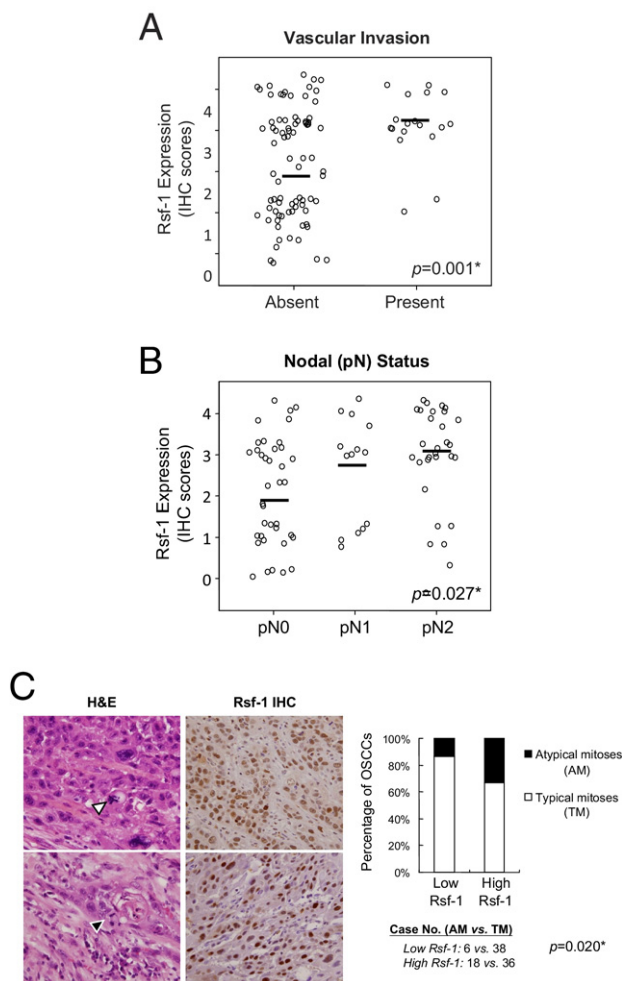 A
Vascular Invasion
Rsf-1 Expression
(IHC scores)
4
3
2
1
0
p=0.001*
Absent
Present
B
Nodal (pN) Status
Rsf-1 Expression
(IHC scores)
4
3
2
1
0
p=0.027*
pN0
pN1
pN2
C
H&E
Rsf-1 IHC
Percentage of OSCCs
100%
80%
60%
40%
20%
0%
Low
Rsf-1
High
Rsf-1
Atypical mitoses
(AM)
Typical mitoses
(TM)
Case No. (AM vs. TM)
Low Rsf-1: 6 vs. 38
High Rsf-1: 18 vs. 36
p=0.020*